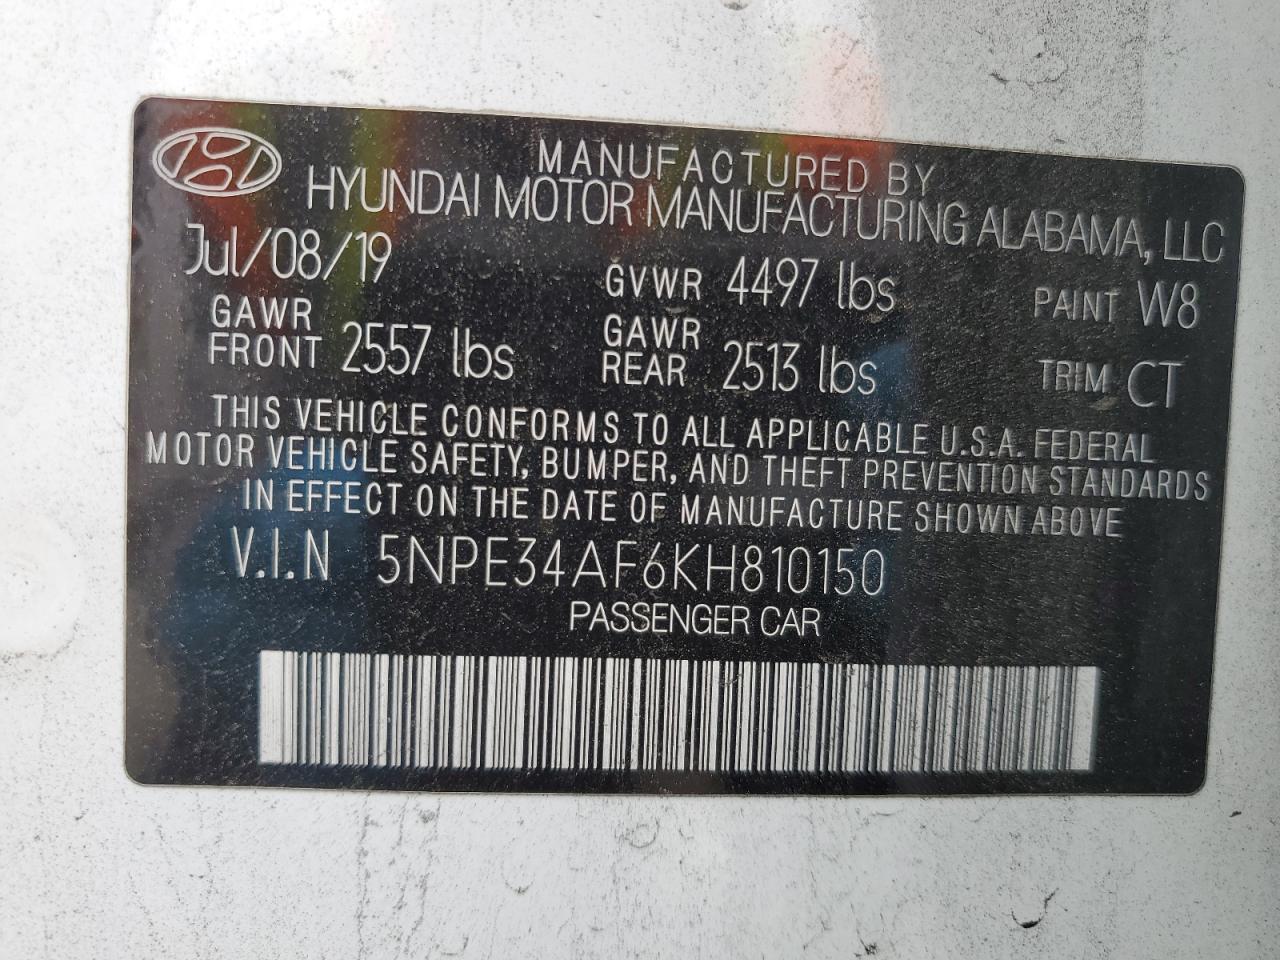 MANUFACTURED BY
HYUNDAI MOTOR MANUFACTURING ALABAMA, LLC
Jul/08/19 GVWR 4497 lbs PAINT W8
GAWR FRONT 2557 lbs GAWR REAR 2513 lbs TRIM CT
THIS VEHICLE CONFORMS TO ALL APPLICABLE U.S.A. FEDERAL
MOTOR VEHICLE SAFETY, BUMPER, AND THEFT PREVENTION STANDARDS
IN EFFECT ON THE DATE OF MANUFACTURE SHOWN ABOVE
V.I.N 5NPE34AF6KH810150
PASSENGER CAR